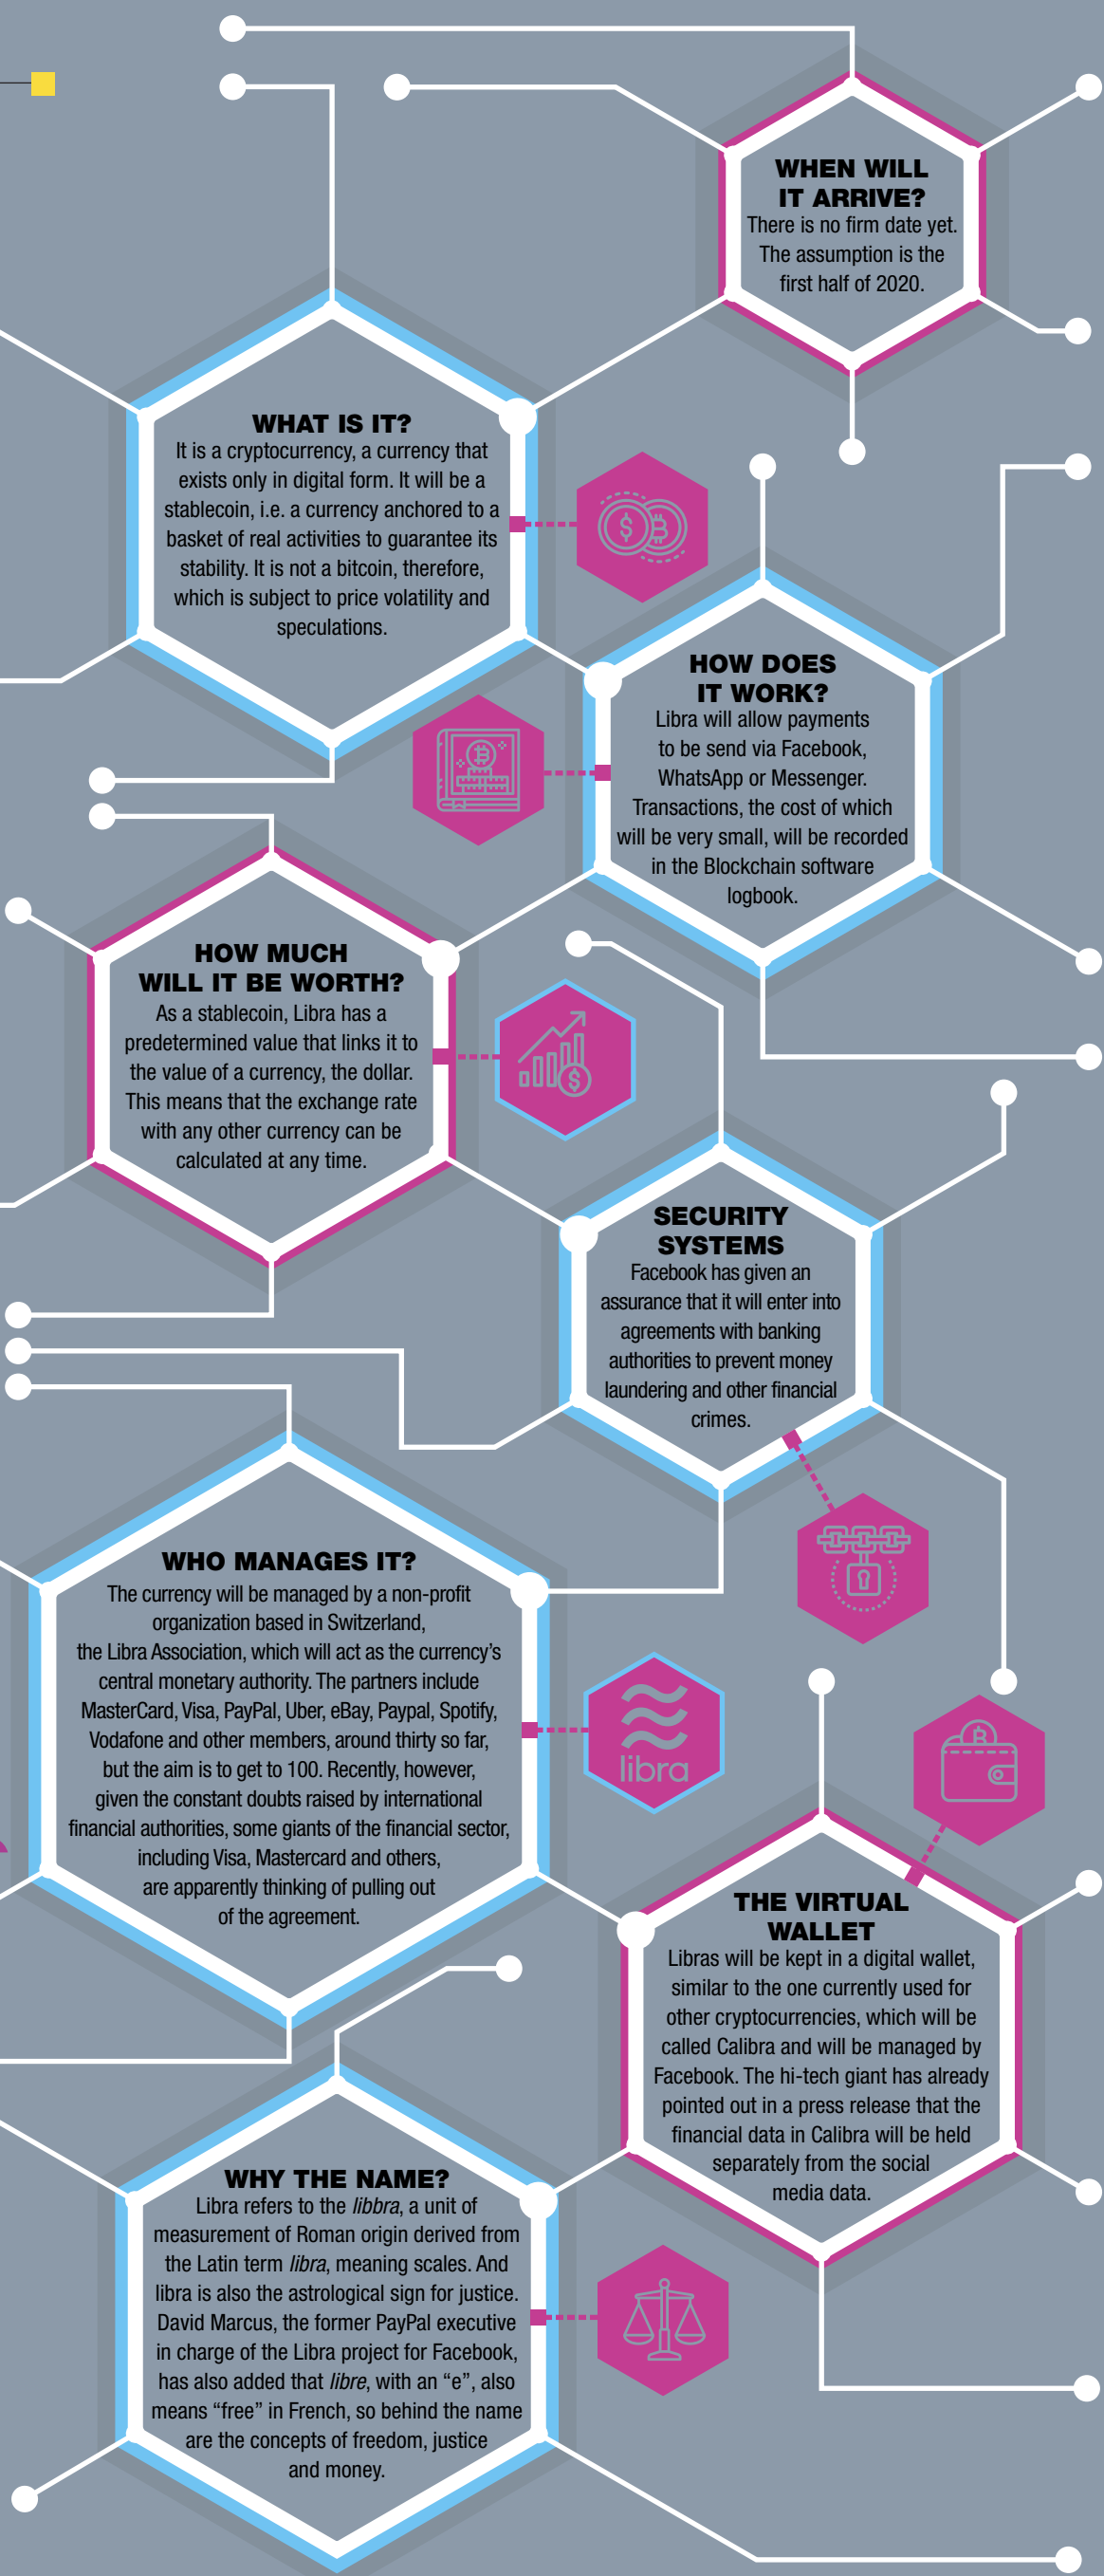 WHEN WILL
IT ARRIVE?
There is no firm date yet.
The assumption is the
first half of 2020.
WHAT IS IT?
It is a cryptocurrency, a currency that
exists only in digital form. It will be a
stablecoin, i.e. a currency anchored to a
basket of real activities to guarantee its
stability. It is not a bitcoin, therefore,
which is subject to price volatility and
speculations.
HOW DOES
IT WORK?
Libra will allow payments
to be send via Facebook,
WhatsApp or Messenger.
Transactions, the cost of which
will be very small, will be recorded
in the Blockchain software
logbook.
HOW MUCH
WILL IT BE WORTH?
As a stablecoin, Libra has a
predetermined value that links it to
the value of a currency, the dollar.
This means that the exchange rate
with any other currency can be
calculated at any time.
SECURITY
SYSTEMS
Facebook has given an
assurance that it will enter into
agreements with banking
authorities to prevent money
laundering and other financial
crimes.
WHO MANAGES IT?
The currency will be managed by a non-profit
organization based in Switzerland,
the Libra Association, which will act as the currency's
central monetary authority. The partners include
MasterCard, Visa, PayPal, Uber, eBay, Paypal, Spotify,
Vodafone and other members, around thirty so far,
but the aim is to get to 100. Recently, however,
given the constant doubts raised by international
financial authorities, some giants of the financial sector,
including Visa, Mastercard and others,
are apparently thinking of pulling out
of the agreement.
libra
THE VIRTUAL
WALLET
Libras will be kept in a digital wallet,
similar to the one currently used for
other cryptocurrencies, which will be
called Calibra and will be managed by
Facebook. The hi-tech giant has already
pointed out in a press release that the
financial data in Calibra will be held
separately from the social
media data.
WHY THE NAME?
Libra refers to the libbra, a unit of
measurement of Roman origin derived from
the Latin term libra, meaning scales. And
libra is also the astrological sign for justice.
David Marcus, the former PayPal executive
in charge of the Libra project for Facebook,
has also added that libre, with an “e”, also
means “free” in French, so behind the name
are the concepts of freedom, justice
and money.